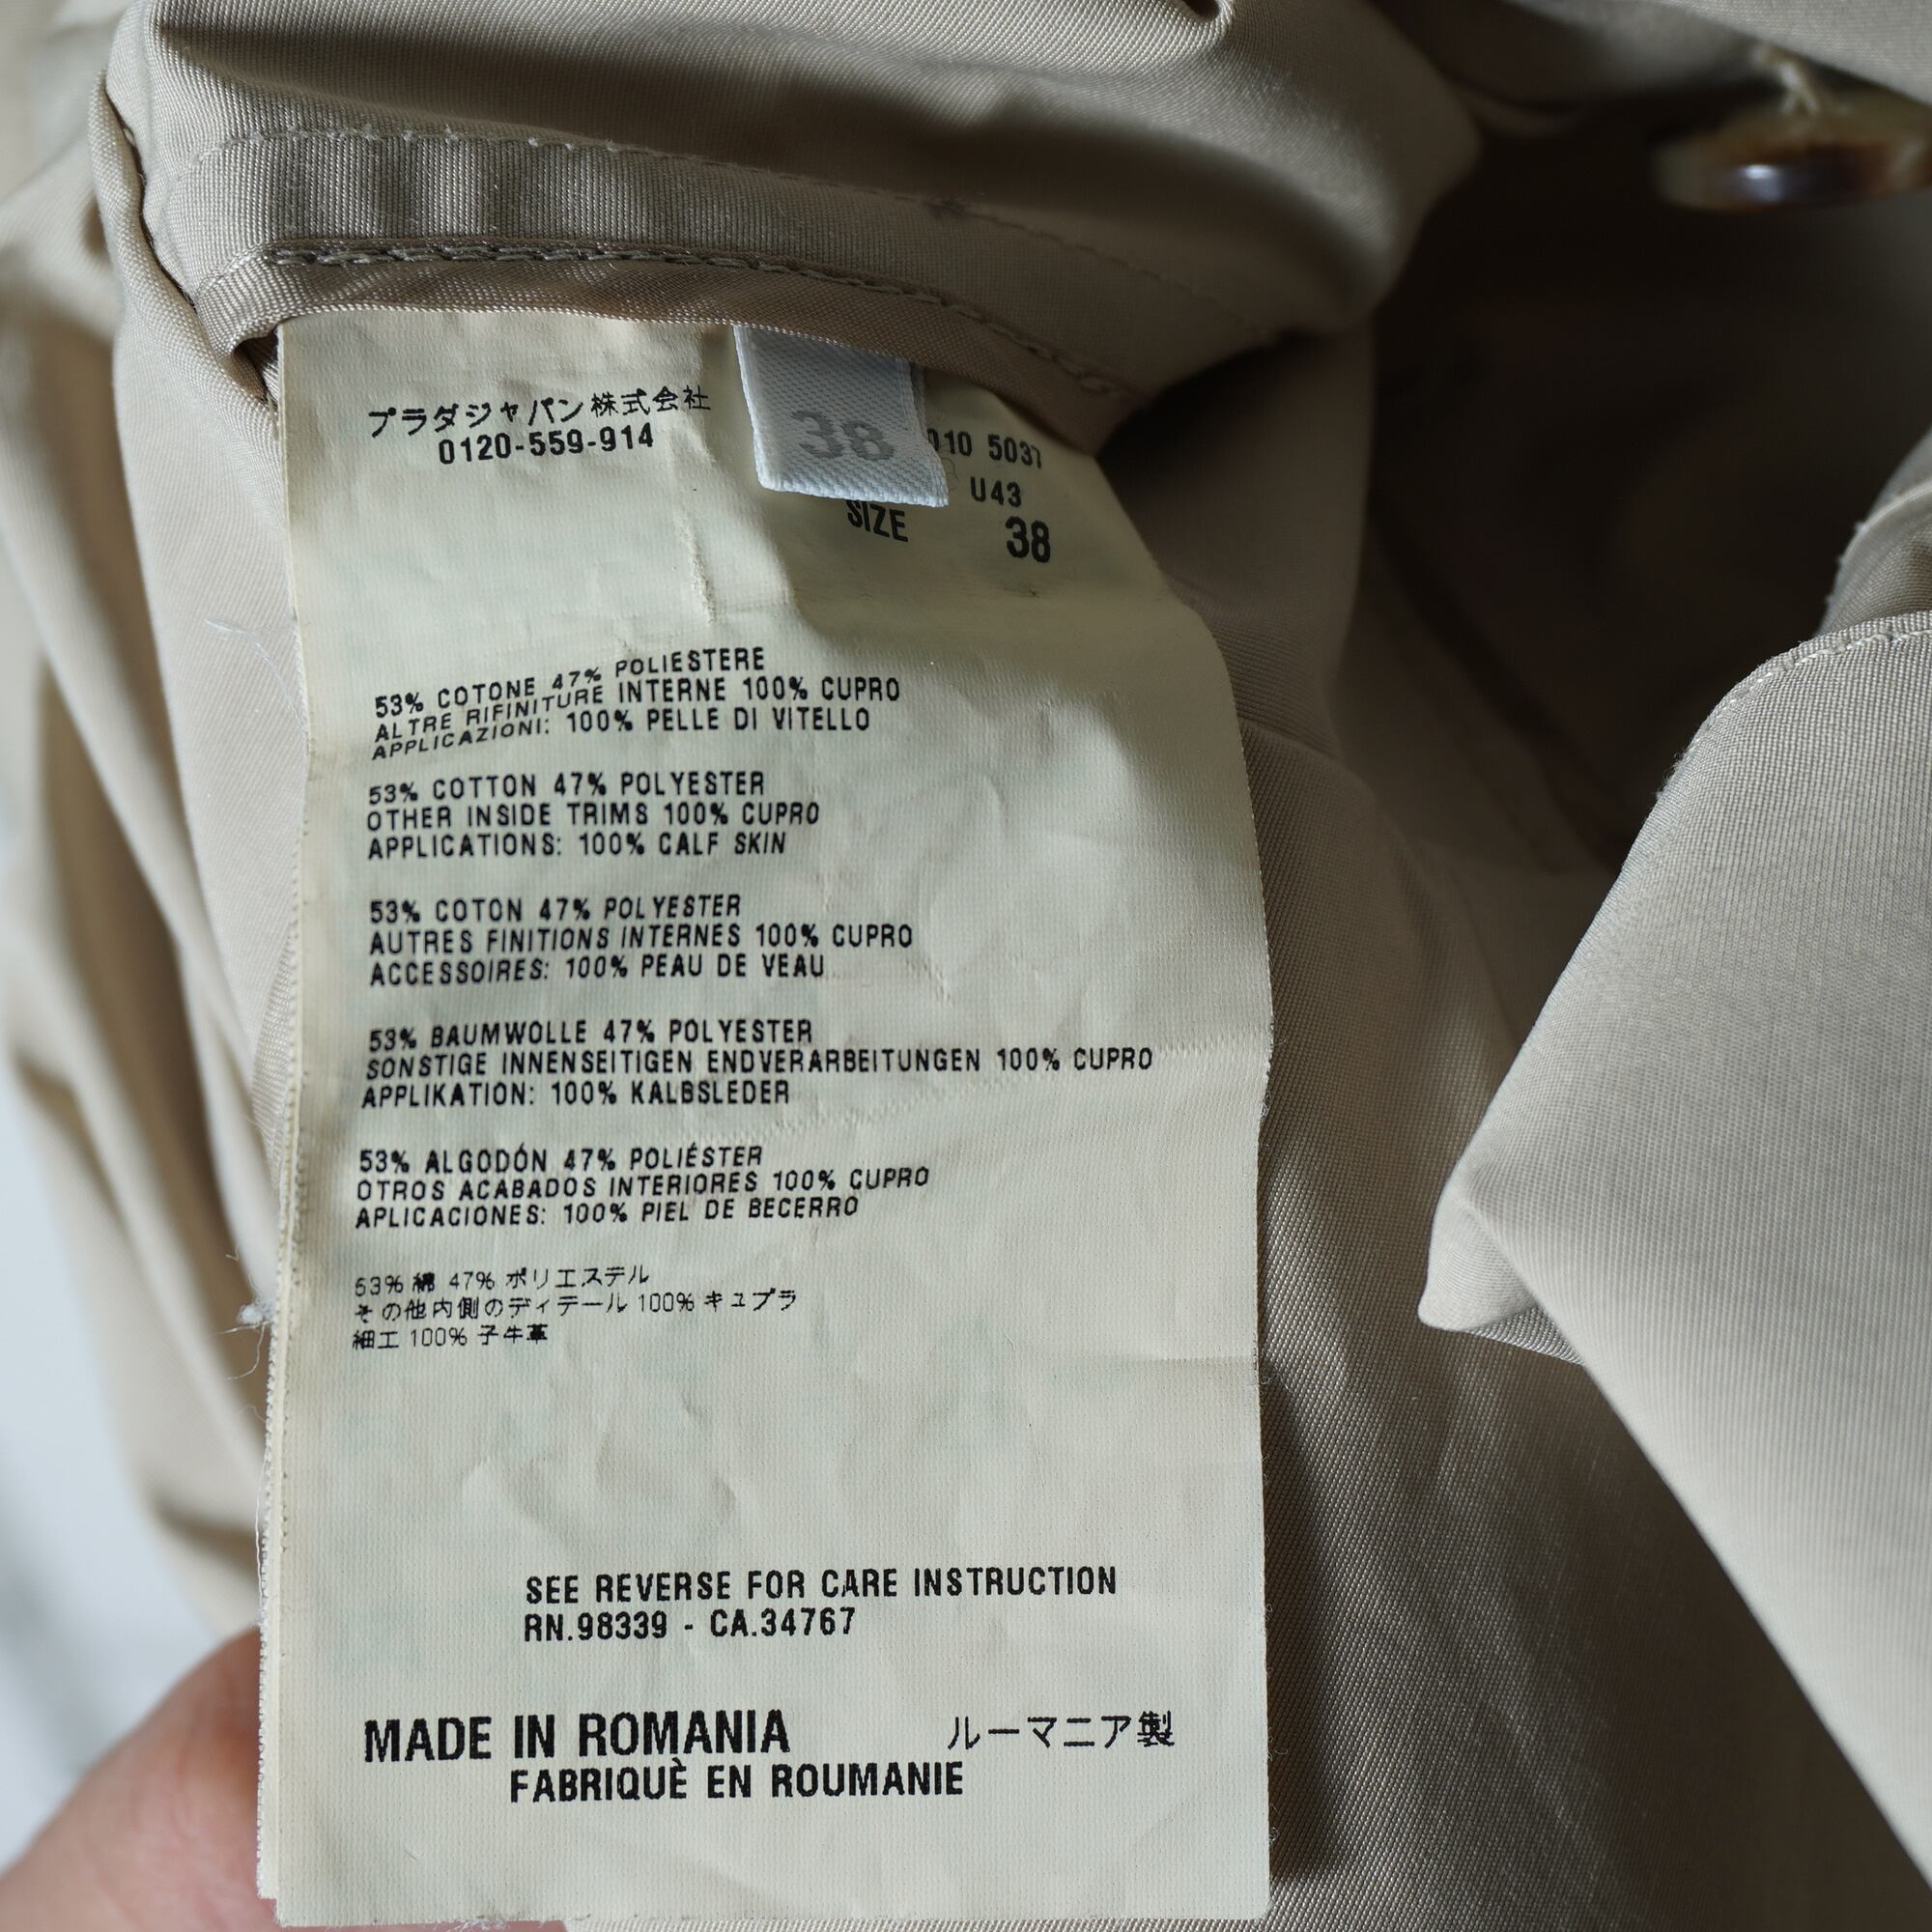 プラダジャパン株式会社
0120-559-914
38
010 5037
U43
SIZE 38
53% COTONE 47% POLIESTERE
ALTRE RIFINITURE INTERNE 100% CUPRO
APPLICAZIONI: 100% PELLE DI VITELLO
53% COTTON 47% POLYESTER
OTHER INSIDE TRIMS 100% CUPRO
APPLICATIONS: 100% CALF SKIN
53% COTON 47% POLYESTER
AUTRES FINITIONS INTERNES 100% CUPRO
ACCESSOIRES: 100% PEAU DE VEAU
53% BAUMWOLLE 47% POLYESTER
SONSTIGE INNENSEITIGEN ENDVERARBEITUNGEN 100% CUPRO
APPLIKATION: 100% KALBSLEDER
53% ALGODÓN 47% POLIÉSTER
OTROS ACABADOS INTERIORES 100% CUPRO
APLICACIONES: 100% PIEL DE BECERRO
53% 綿 47% ポリエステル
その他内側のディテール 100% キュプラ
細工 100% 子牛革
SEE REVERSE FOR CARE INSTRUCTION
RN.98339 - CA.34767
MADE IN ROMANIA ルーマニア製
FABRIQUÈ EN ROUMANIE